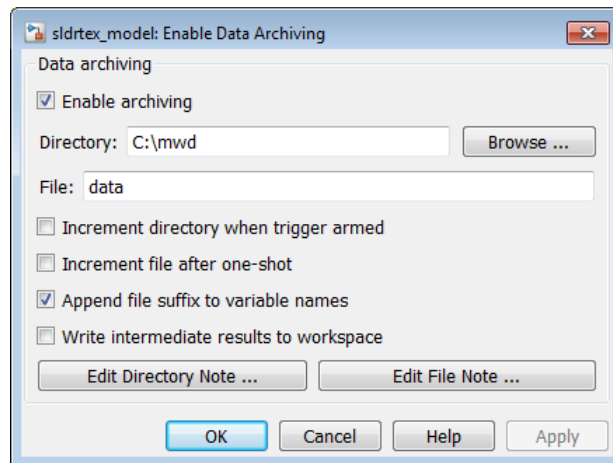 sldrtex_model: Enable Data Archiving
Data archiving
Enable archiving
Directory: C:\mwd Browse ...
File: data
Increment directory when trigger armed
Increment file after one-shot
Append file suffix to variable names
Write intermediate results to workspace
Edit Directory Note ... Edit File Note ...
OK Cancel Help Apply